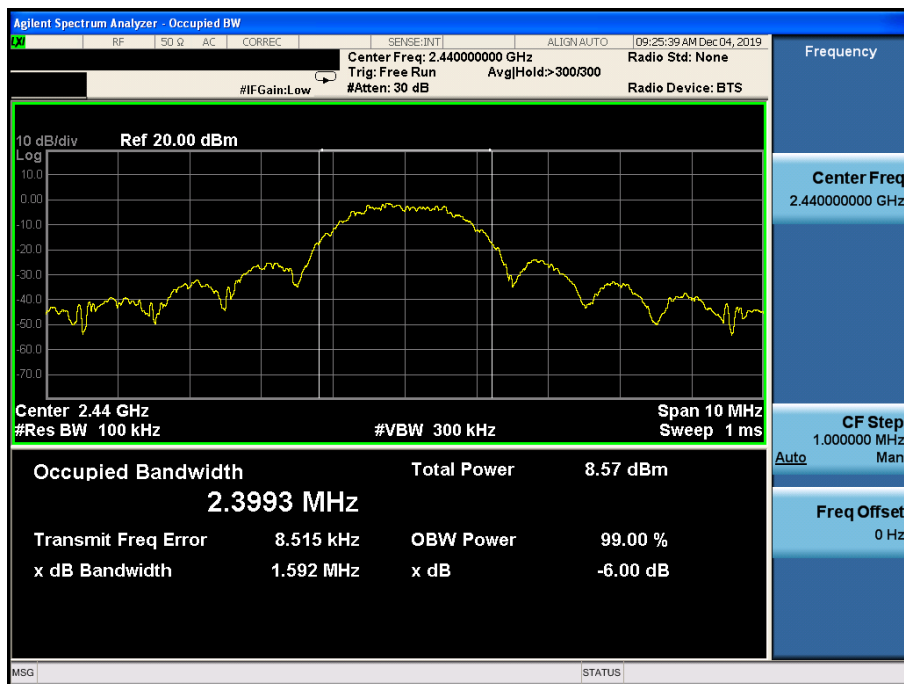 Agilent Spectrum Analyzer - Occupied BW
LXI RF 50 Ω AC CORREC SENSE:INT ALIGN AUTO 09:25:39 AM Dec 04, 2019
Center Freq: 2.440000000 GHz Radio Std: None
Trig: Free Run Avg|Hold:>300/300
#IFGain:Low #Atten: 30 dB Radio Device: BTS
10 dB/div Ref 20.00 dBm
Log
10.0
0.00
-10.0
-20.0
-30.0
-40.0
-50.0
-60.0
-70.0
Center 2.44 GHz Span 10 MHz
#Res BW 100 kHz #VBW 300 kHz Sweep 1 ms
Occupied Bandwidth Total Power 8.57 dBm
2.3993 MHz
Transmit Freq Error 8.515 kHz OBW Power 99.00 %
x dB Bandwidth 1.592 MHz x dB -6.00 dB
MSG STATUS
Frequency
Center Freq
2.440000000 GHz
CF Step
1.000000 MHz
Auto Man
Freq Offset
0 Hz